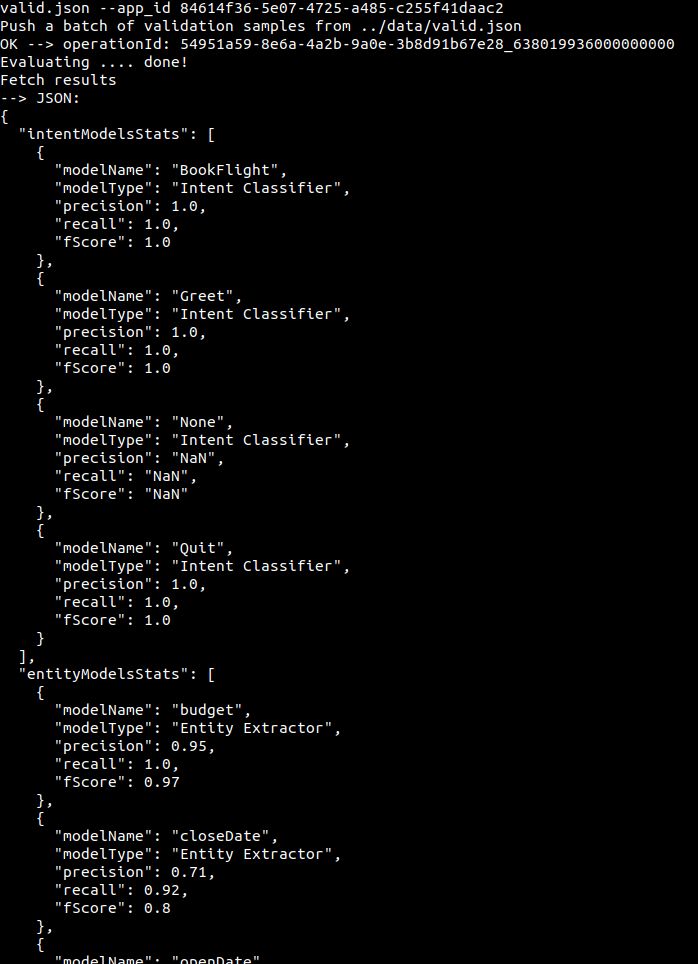 valid.json --app_id 84614f36-5e07-4725-a485-c255f41daac2
Push a batch of validation samples from ../data/valid.json
OK --> operationId: 54951a59-8e6a-4a2b-9a0e-3b8d91b67e28_638019936000000000
Evaluating .... done!
Fetch results
--> JSON:
{
  "intentModelsStats": [
    {
      "modelName": "BookFlight",
      "modelType": "Intent Classifier",
      "precision": 1.0,
      "recall": 1.0,
      "fScore": 1.0
    },
    {
      "modelName": "Greet",
      "modelType": "Intent Classifier",
      "precision": 1.0,
      "recall": 1.0,
      "fScore": 1.0
    },
    {
      "modelName": "None",
      "modelType": "Intent Classifier",
      "precision": "NaN",
      "recall": "NaN",
      "fScore": "NaN"
    },
    {
      "modelName": "Quit",
      "modelType": "Intent Classifier",
      "precision": 1.0,
      "recall": 1.0,
      "fScore": 1.0
    }
  ],
  "entityModelsStats": [
    {
      "modelName": "budget",
      "modelType": "Entity Extractor",
      "precision": 0.95,
      "recall": 1.0,
      "fScore": 0.97
    },
    {
      "modelName": "closeDate",
      "modelType": "Entity Extractor",
      "precision": 0.71,
      "recall": 0.92,
      "fScore": 0.8
    },
    {
      "modelName": "openDate"